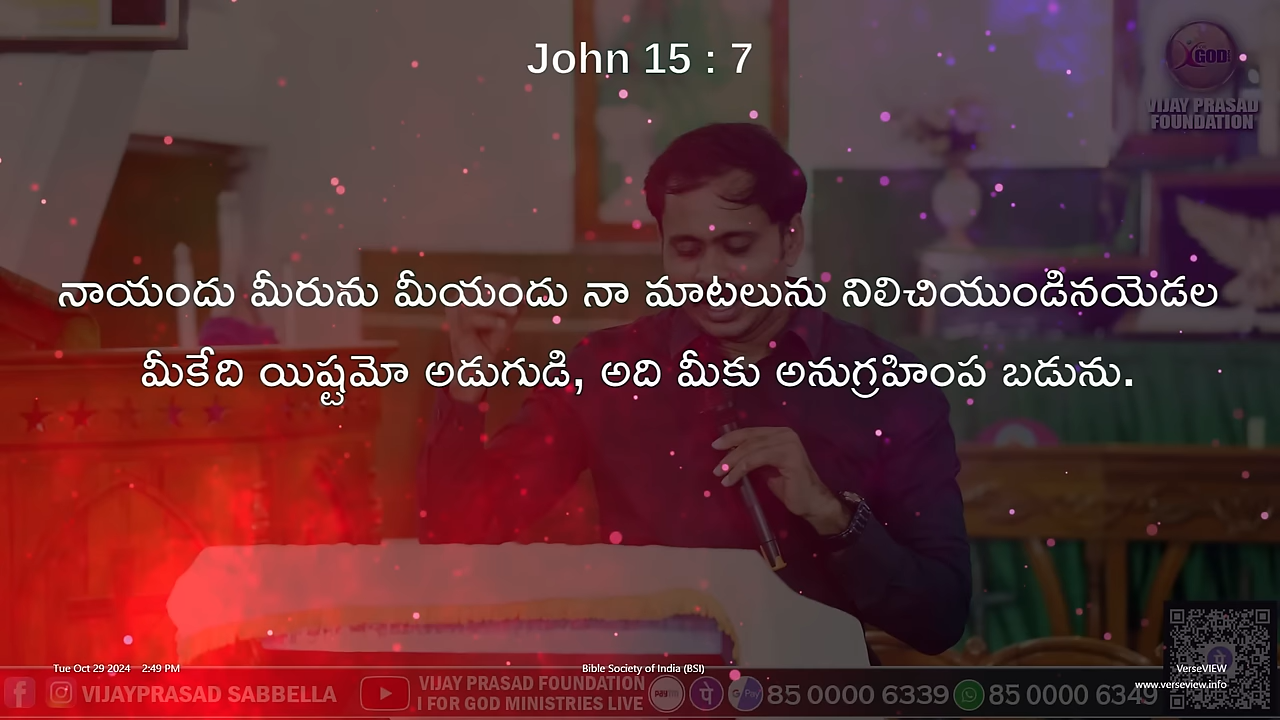 John 15 : 7
GOD
VIJAY PRASAD
FOUNDATION
నాయందు మీరును మీయందు నా మాటలును నిలిచియుండినయెడల
మీకేది యిష్టమో అడుగుడి, అది మీకు అనుగ్రహింప బడును.
Tue Oct 29 2024 2:49 PM
Bible Society of India (BSI)
VerseVIEW
www.verseview.info
VIJAYPRASAD SABBELLA
VIJAY PRASAD FOUNDATION
I FOR GOD MINISTRIES LIVE
Pay
85 0000 6339
85 0000 6349